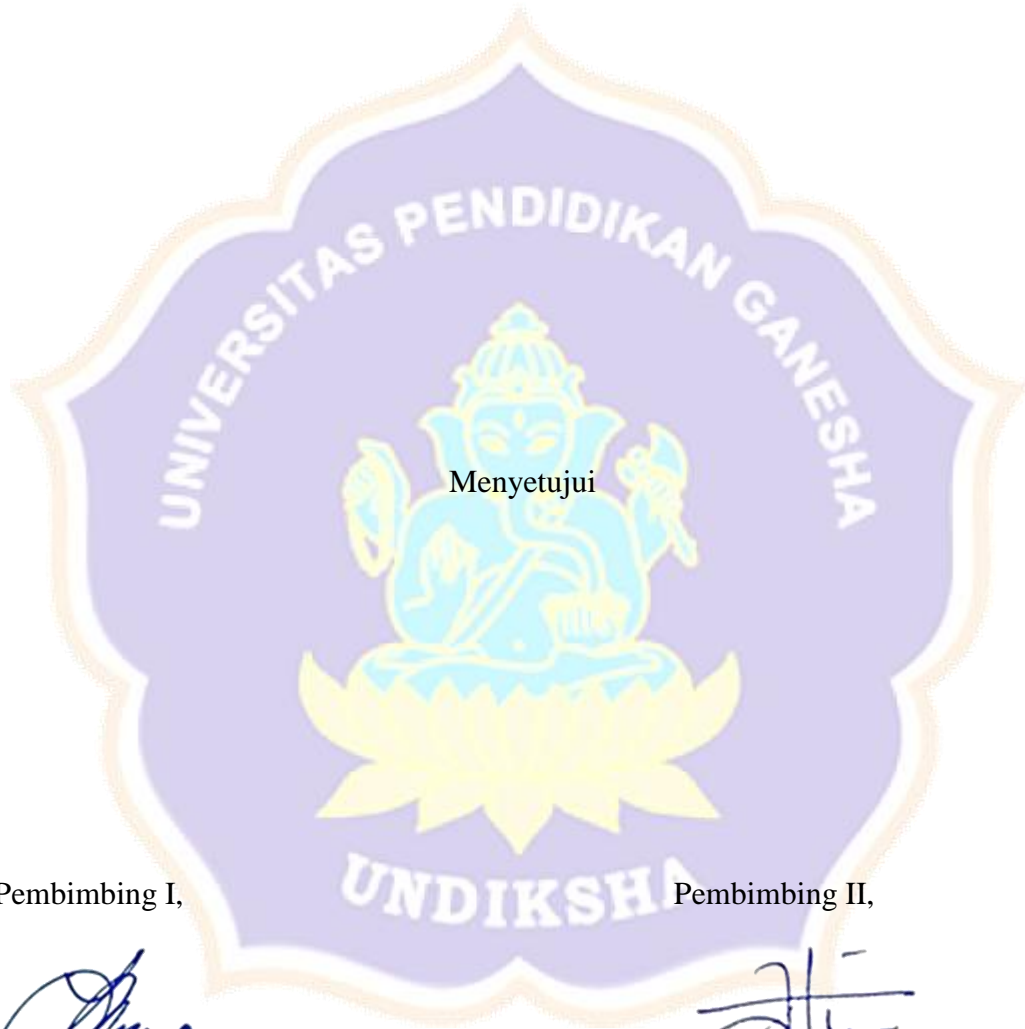 UNIVERSITAS PENDIDIKAN GANESHA
Menyetujui
UNDIKSHA
Pembimbing I,
Pembimbing II,